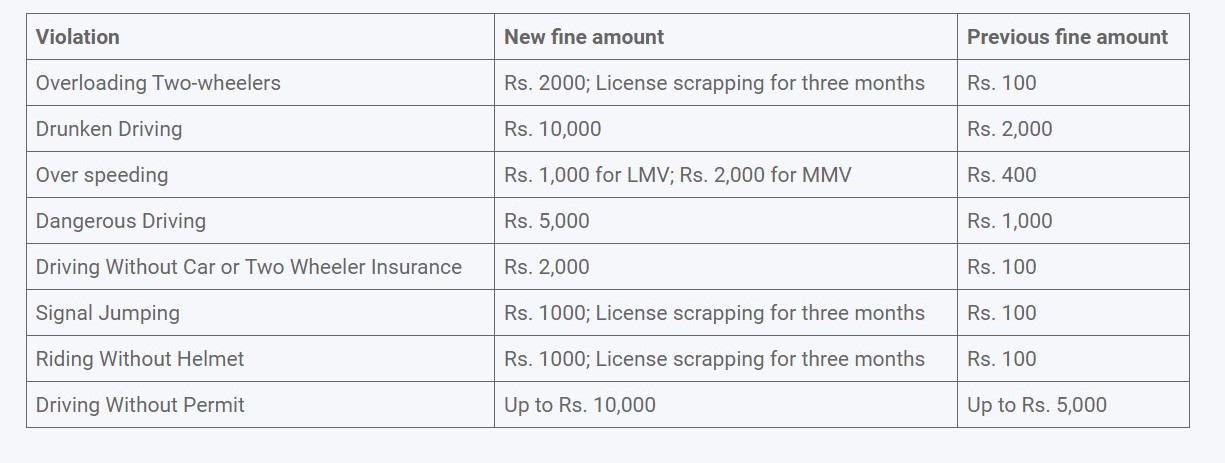 Violation New fine amount Previous fine amount
Overloading Two-wheelers Rs. 2000; License scrapping for three months Rs. 100
Drunken Driving Rs. 10,000 Rs. 2,000
Over speeding Rs. 1,000 for LMV; Rs. 2,000 for MMV Rs. 400
Dangerous Driving Rs. 5,000 Rs. 1,000
Driving Without Car or Two Wheeler Insurance Rs. 2,000 Rs. 100
Signal Jumping Rs. 1000; License scrapping for three months Rs. 100
Riding Without Helmet Rs. 1000; License scrapping for three months Rs. 100
Driving Without Permit Up to Rs. 10,000 Up to Rs. 5,000